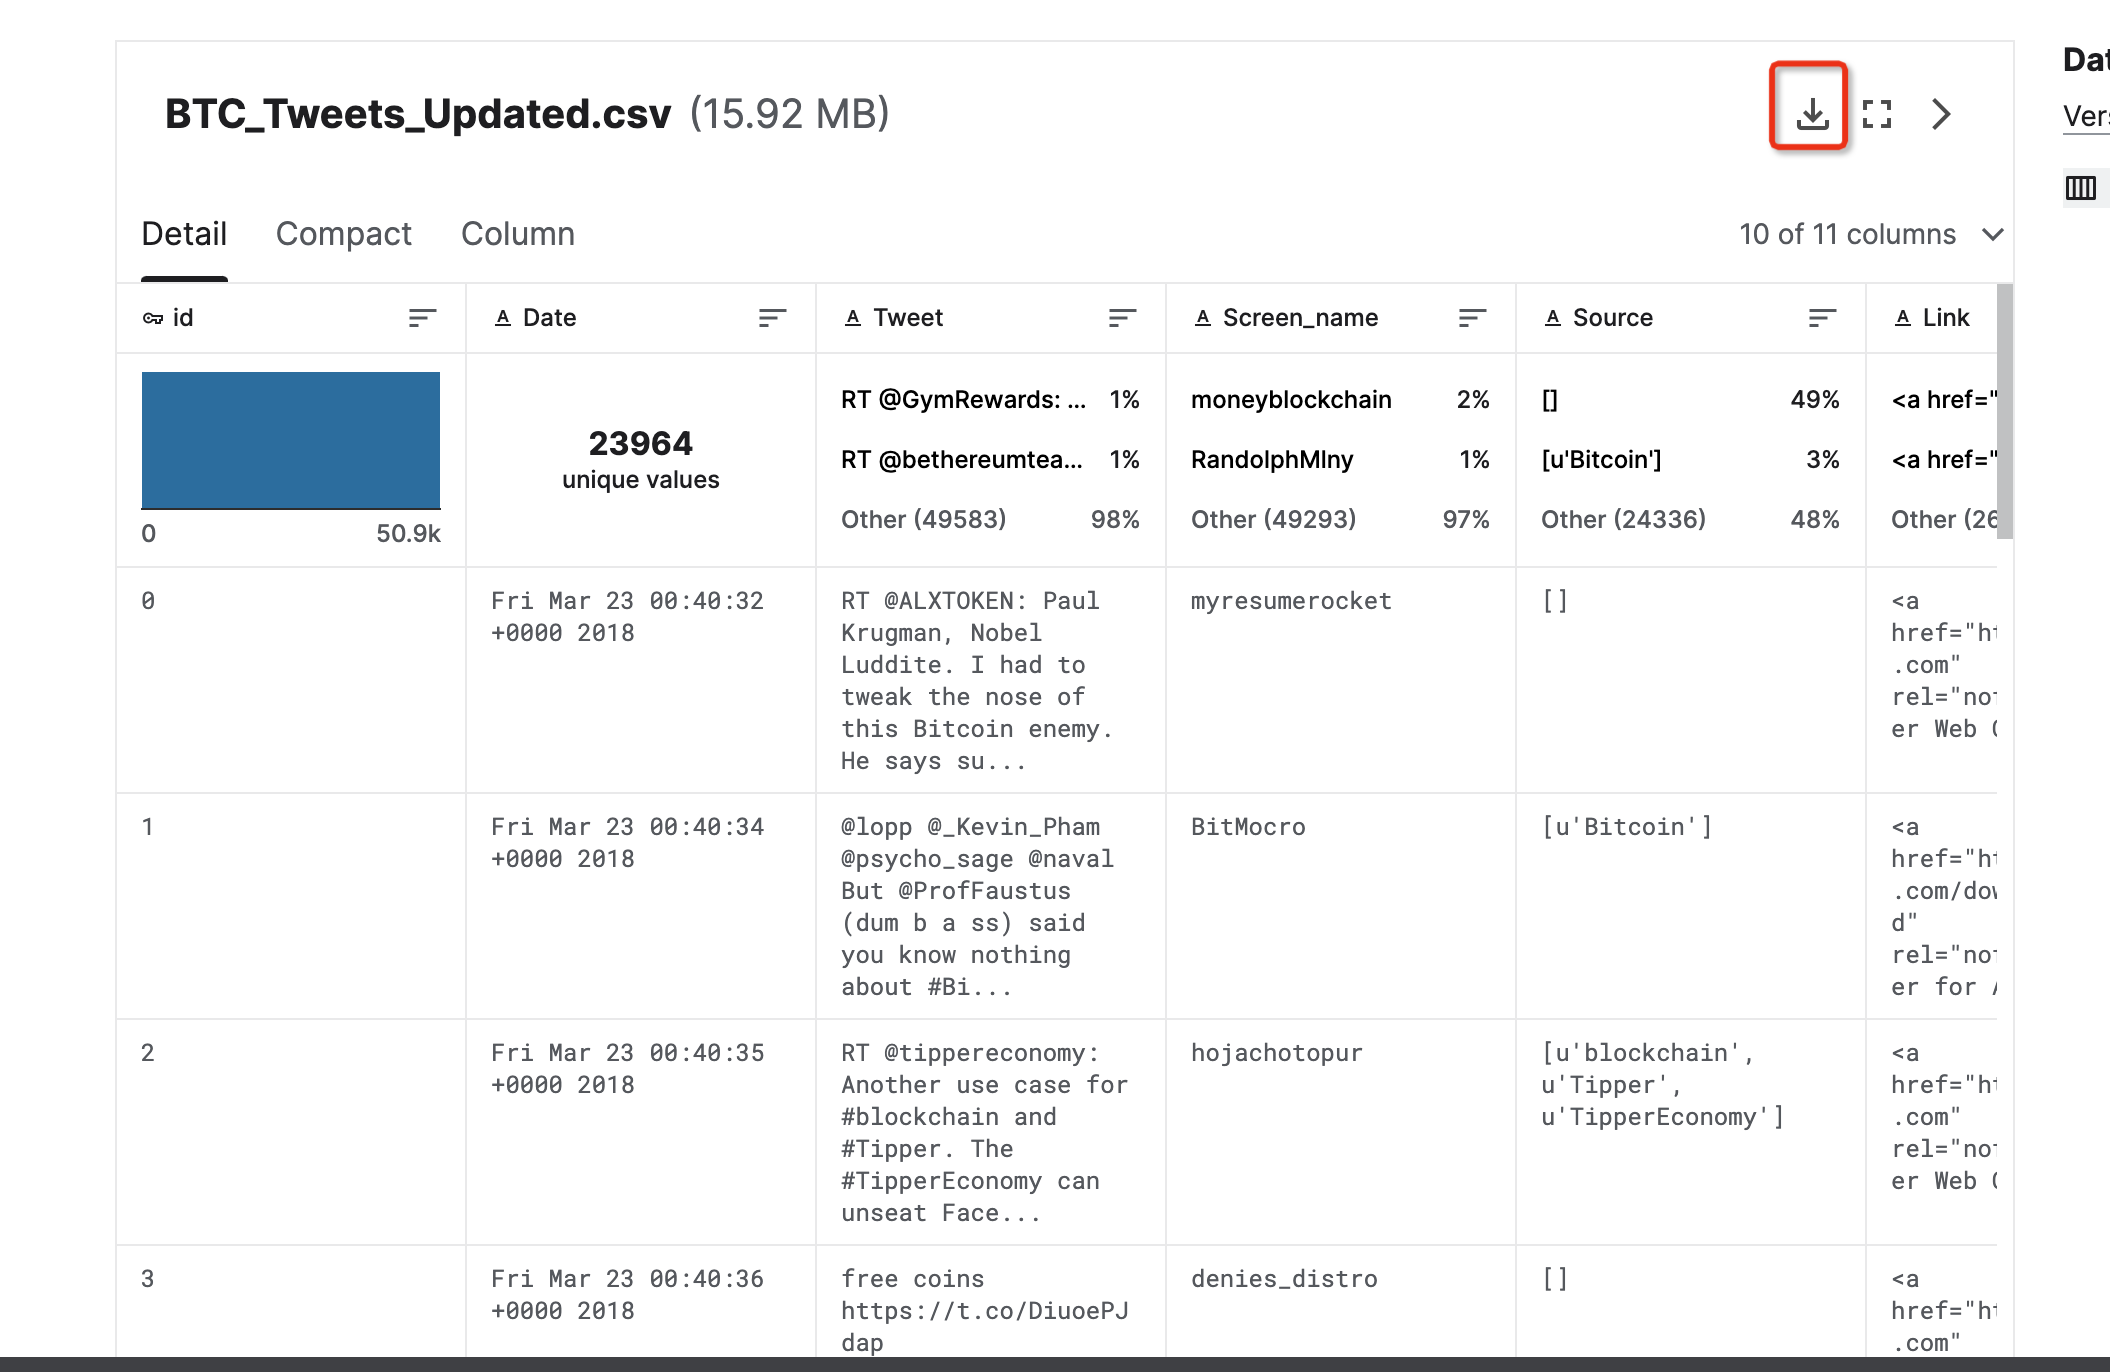 BTC_Tweets_Updated.csv (15.92 MB)
Detail Compact Column 10 of 11 columns
id Date Tweet Screen_name Source Link
RT @GymRewards: ... 1%
RT @bethereumtea... 1%
Other (49583) 98%
moneyblockchain 2%
RandolphMlny 1%
Other (49293) 97%
[] 49%
[u'Bitcoin'] 3%
Other (24336) 48%
<a href="
<a href="
Other (26
23964
unique values
0 50.9k
0
Fri Mar 23 00:40:32
+0000 2018
RT @ALXTOKEN: Paul
Krugman, Nobel
Luddite. I had to
tweak the nose of
this Bitcoin enemy.
He says su...
myresumerocket
[]
<a
href="ht
.com"
rel="no
er Web
1
Fri Mar 23 00:40:34
+0000 2018
@lopp @_Kevin_Pham
@psycho_sage @naval
But @ProfFaustus
(dum b a ss) said
you know nothing
about #Bi...
BitMocro
[u'Bitcoin']
<a
href="ht
.com/dow
d"
rel="no
er for
2
Fri Mar 23 00:40:35
+0000 2018
RT @tippereconomy:
Another use case for
#blockchain and
#Tipper. The
#TipperEconomy can
unseat Face...
hojachotopur
[u'blockchain',
u'Tipper',
u'TipperEconomy']
<a
href="ht
.com"
rel="no
er Web
3
Fri Mar 23 00:40:36
+0000 2018
free coins
https://t.co/DiuoePJ
dap
denies_distro
[]
<a
href="ht
.com"
Dat
Vers